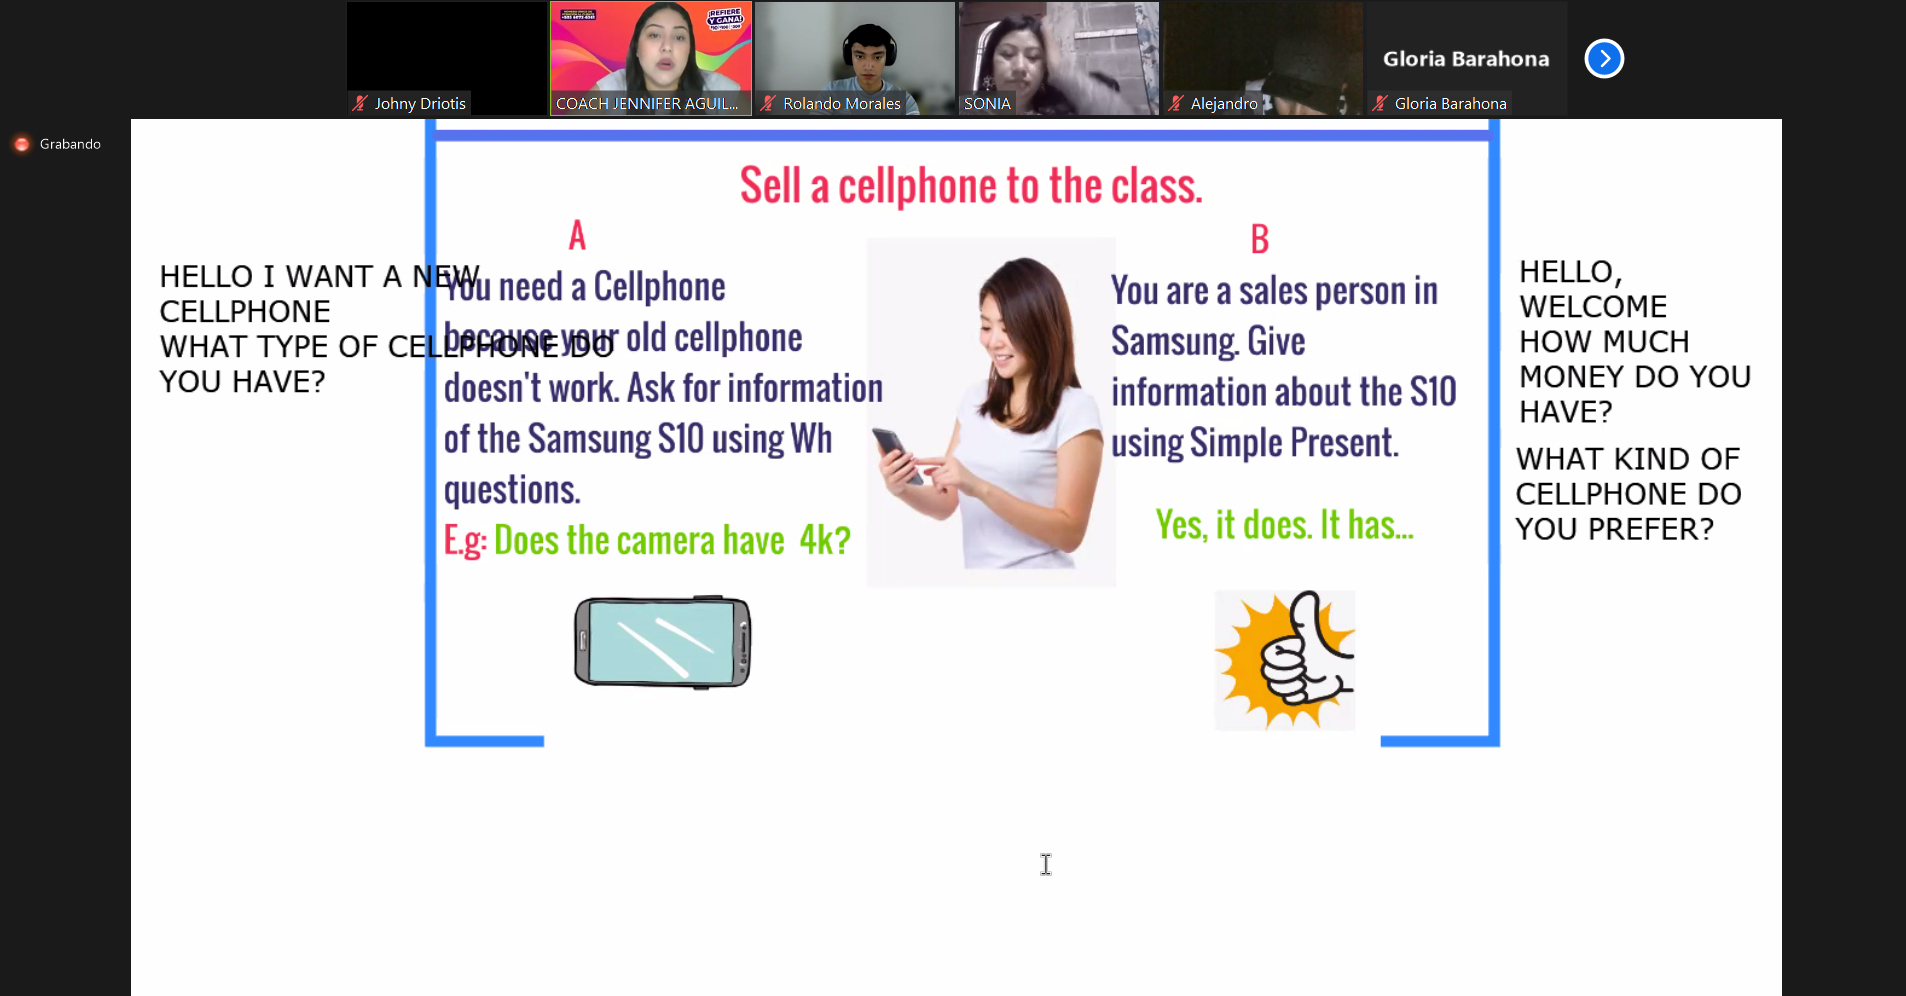 Johny Driotis
COACH JENNIFER AGUIL...
Rolando Morales
SONIA
Alejandro
Gloria Barahona
Gloria Barahona
¡REFIERE
Y GANA!
Grabando
Sell a cellphone to the class.
A
You need a Cellphone
because your old cellphone
doesn't work. Ask for information
of the Samsung S10 using Wh
questions.
E.g: Does the camera have 4k?
HELLO I WANT A NEW
CELLPHONE
WHAT TYPE OF CELLPHONE DO
YOU HAVE?
B
You are a sales person in
Samsung. Give
information about the S10
using Simple Present.
Yes, it does. It has...
HELLO,
WELCOME
HOW MUCH
MONEY DO YOU
HAVE?
WHAT KIND OF
CELLPHONE DO
YOU PREFER?